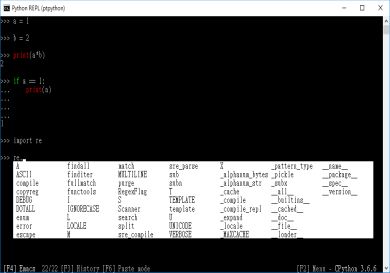 Python REPL (ptpython)
>>> a = 1
>>> b = 2
>>> print(a*b)
2
>>> if a == 1:
...     print(a)
...
...
...
1
>>> import re
>>> re.
A findall match sre_parse X _pattern_type __name__
ASCII finditer MULTILINE sub _alphanum_bytes _pickle __package__
compile fullmatch purge subn _alphanum_str _subx __spec__
copyreg functools RegexFlag T _cache __all__ __version__
DEBUG I S TEMPLATE _compile __builtins__
DOTALL IGNORECASE Scanner template _compile_repl __cached__
enum L search U _expand __doc__
error LOCALE split UNICODE _locale __file__
escape M sre_compile VERBOSE _MAXCACHE __loader__
[F4] Emacs 22/22 [F3] History [F6] Paste mode [F2] Menu - CPython 3.6.6